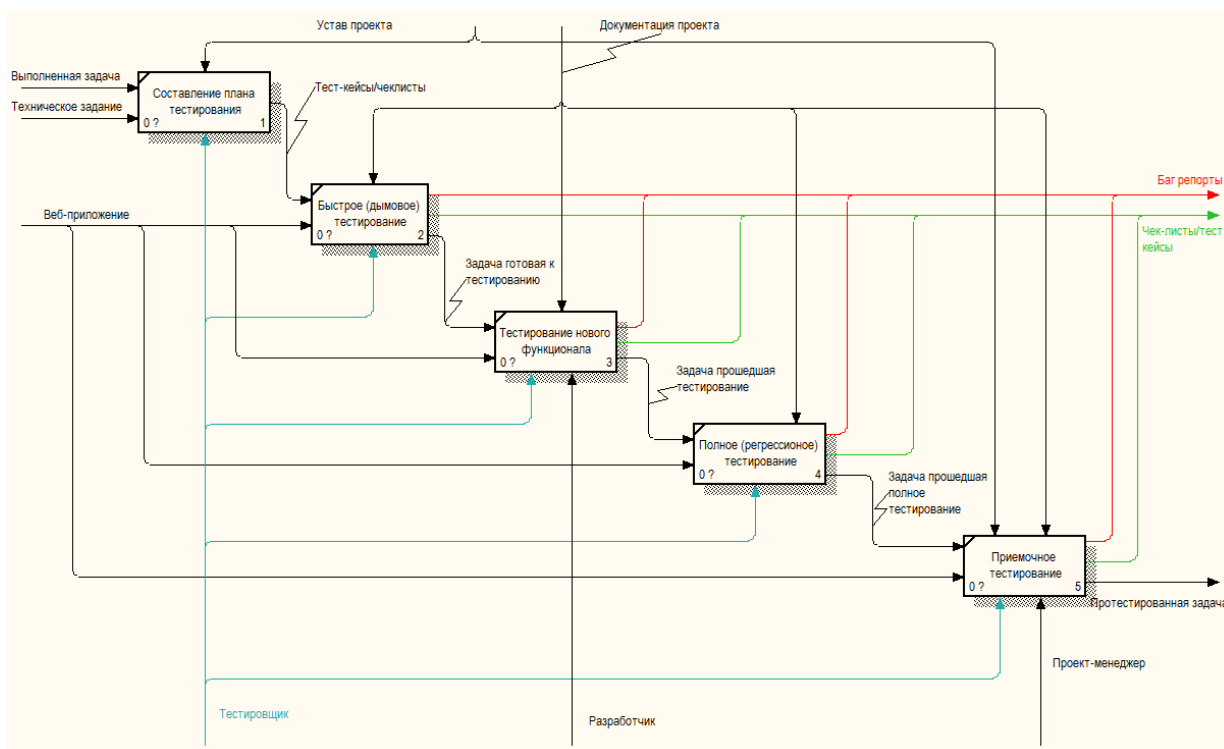 Устав проекта
Документация проекта
Выполненная задача
Техническое задание
Составление плана
тестирования
0 ?
1
Тест-кейсы/чеклисты
Веб-приложение
Быстрое (дымовое)
тестирование
0 ?
2
Баг репорты
Чек-листы/тест
кейсы
Задача готовая к
тестированию
Тестирование нового
функционала
0 ?
3
Задача прошедшая
тестирование
Полное (регрессионое)
тестирование
0 ?
4
Задача прошедшая
полное
тестирование
Приемочное
тестирование
0 ?
5
Протестированная задача
Проект-менеджер
Тестировщик
Разработчик